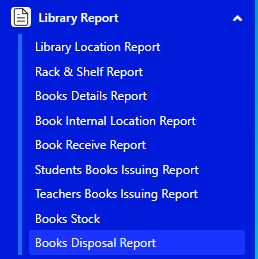 Library Report
Library Location Report
Rack & Shelf Report
Books Details Report
Book Internal Location Report
Book Receive Report
Students Books Issuing Report
Teachers Books Issuing Report
Books Stock
Books Disposal Report